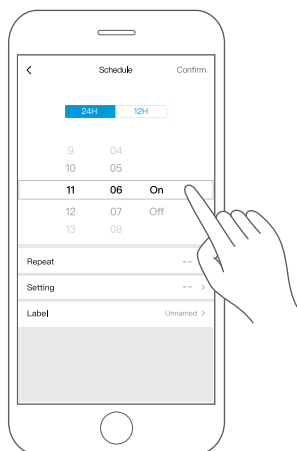 Schedule Confirm
24H 12H
9 04
10 05
11 06 On
12 07 Off
13 08
Repeat --
Setting -- >
Label Unnamed >